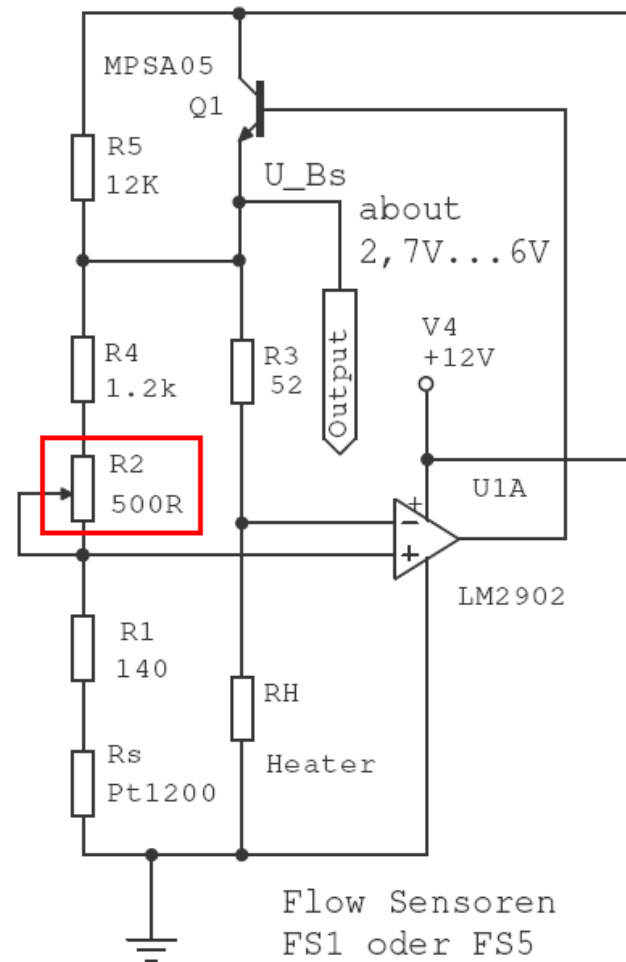 MPSA05
Q1
R5
12K
U_Bs
about
2,7V...6V
R4
1.2k
R3
52
Output
V4
+12V
R2
500R
U1A
+
−
+
LM2902
R1
140
RH
Rs
Pt1200
Heater
Flow Sensoren
FS1 oder FS5